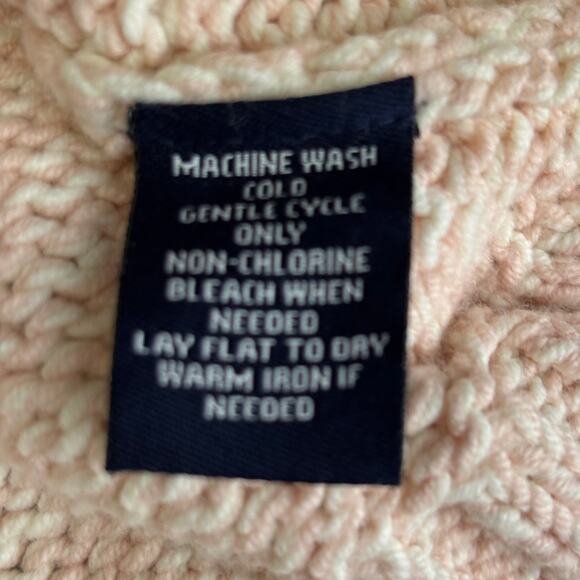 MACHINE WASH
COLD
GENTLE CYCLE
ONLY
NON-CHLORINE
BLEACH WHEN
NEEDED
LAY FLAT TO DRY
WARM IRON IF
NEEDED